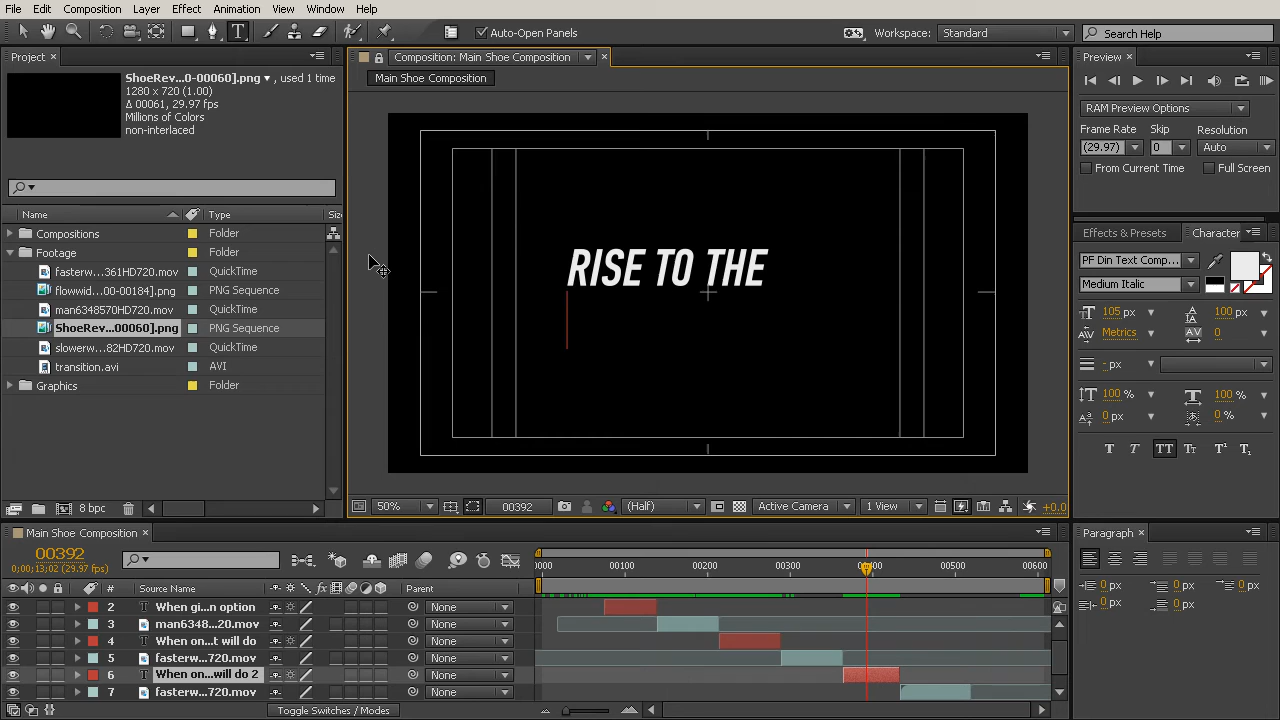 File Edit Composition Layer Effect Animation View Window Help
T Auto-Open Panels Workspace: Standard Search Help
Project
ShoeRev...0-00060].png ▾ , used 1 time
1280 x 720 (1.00)
Δ 00061, 29.97 fps
Millions of Colors
non-interlaced
Name Type Size
Compositions Folder
Footage Folder
fasterw...361HD720.mov QuickTime
flowwid...00-00184].png PNG Sequence
man6348570HD720.mov QuickTime
ShoeRev...00060].png PNG Sequence
slowerw...82HD720.mov QuickTime
transition.avi AVI
Graphics Folder
8 bpc
Composition: Main Shoe Composition
Main Shoe Composition
RISE TO THE
50% 00392 (Half) Active Camera 1 View +0.0
Preview
RAM Preview Options
Frame Rate Skip Resolution
(29.97) 0 Auto
From Current Time Full Screen
Effects & Presets Character
PF Din Text Comp...
Medium Italic
105 px 100 px
Metrics 0
- px
100 % 100 %
0 px 0 %
T T TT Tт T¹ T₁
Paragraph
0 px 0 px 0 px
0 px 0 px
Main Shoe Composition
00392
0;00;13;02 (29.97 fps)
0000 00100 00200 00300 00400 00500 00600
# Source Name Parent
2 T When gi...n option None
3 man6348...20.mov None
4 T When on...t will do None
5 fasterw...720.mov None
6 T When on...will do 2 None
7 fasterw...720.mov None
Toggle Switches / Modes